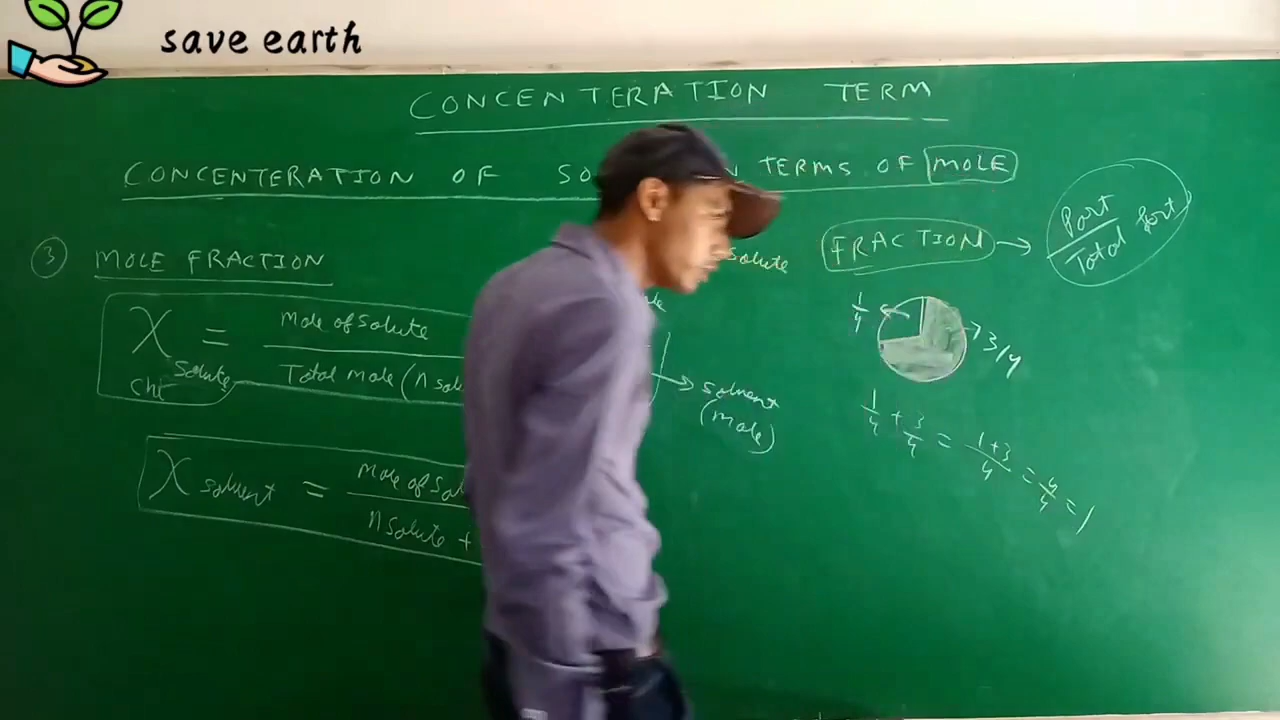 save earth
CONCENTERATION TERM
CONCENTERATION OF SO TERMS OF MOLE
③ MOLE FRACTION
χ solute = Mole of solute / Total mole (n solu
Chi
χ solvent = Mole of sol / n solute +
solute
solvent
(mole)
FRACTION → Part / Total Part
1/4
3/4
1/4 + 3/4 = 1+3/4 = 4/4 = 1